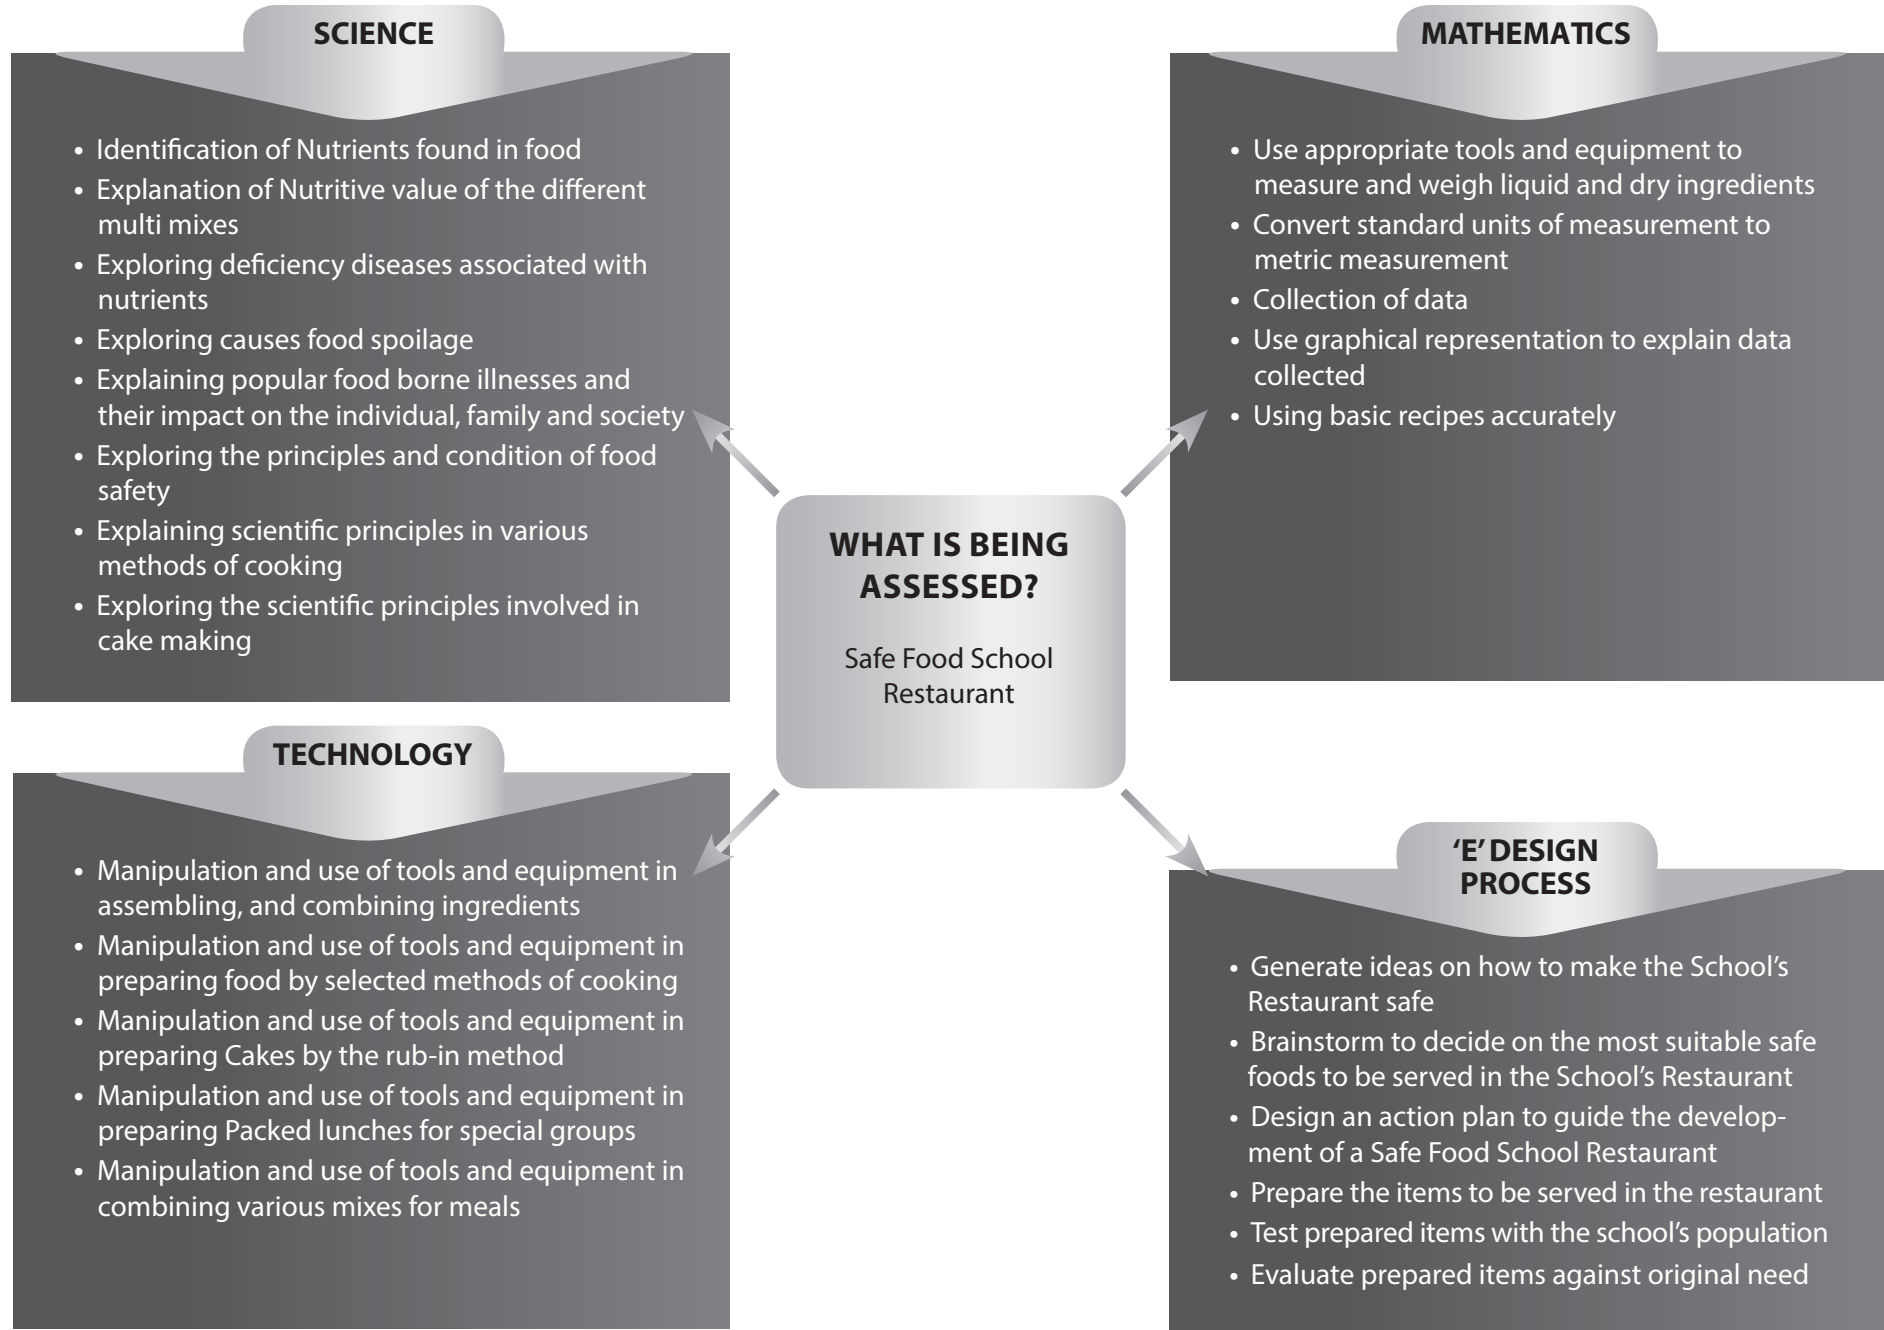 SCIENCE
• Identification of Nutrients found in food
• Explanation of Nutritive value of the different
multi mixes
• Exploring deficiency diseases associated with
nutrients
• Exploring causes food spoilage
• Explaining popular food borne illnesses and
their impact on the individual, family and society
• Exploring the principles and condition of food
safety
• Explaining scientific principles in various
methods of cooking
• Exploring the scientific principles involved in
cake making
MATHEMATICS
• Use appropriate tools and equipment to
measure and weigh liquid and dry ingredients
• Convert standard units of measurement to
metric measurement
• Collection of data
• Use graphical representation to explain data
collected
• Using basic recipes accurately
WHAT IS BEING
ASSESSED?
Safe Food School
Restaurant
TECHNOLOGY
• Manipulation and use of tools and equipment in
assembling, and combining ingredients
• Manipulation and use of tools and equipment in
preparing food by selected methods of cooking
• Manipulation and use of tools and equipment in
preparing Cakes by the rub-in method
• Manipulation and use of tools and equipment in
preparing Packed lunches for special groups
• Manipulation and use of tools and equipment in
combining various mixes for meals
‘E’ DESIGN
PROCESS
• Generate ideas on how to make the School’s
Restaurant safe
• Brainstorm to decide on the most suitable safe
foods to be served in the School’s Restaurant
• Design an action plan to guide the develop-
ment of a Safe Food School Restaurant
• Prepare the items to be served in the restaurant
• Test prepared items with the school’s population
• Evaluate prepared items against original need